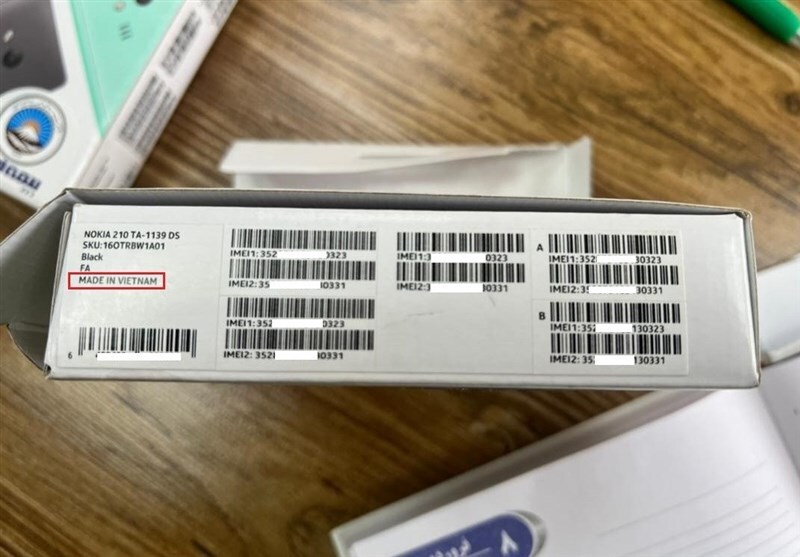 NOKIA 210 TA-1139 DS
SKU:16OTRBW1A01
Black
FA
MADE IN VIETNAM
6
IMEI1:352 0323
IMEI2:35 30331
IMEI1:352 0323
IMEI2: 352 0331
IMEI1:3 0323
IMEI2:3 0331
A
IMEI1:352 30323
IMEI2:35 30331
B
IMEI1:352 130323
IMEI2: 352 130331